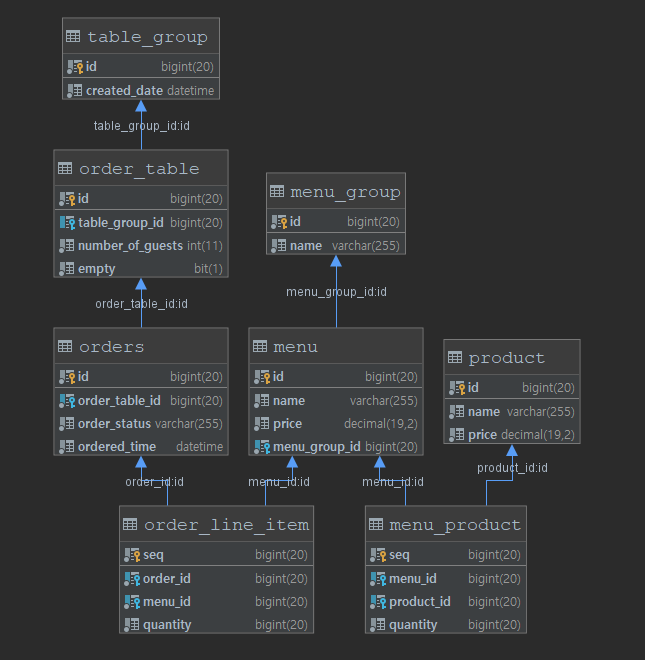 table_group
id bigint(20)
created_date datetime
table_group_id:id
order_table
id bigint(20)
table_group_id bigint(20)
number_of_guests int(11)
empty bit(1)
order_table_id:id
menu_group
id bigint(20)
name varchar(255)
menu_group_id:id
orders
id bigint(20)
order_table_id bigint(20)
order_status varchar(255)
ordered_time datetime
menu
id bigint(20)
name varchar(255)
price decimal(19,2)
menu_group_id bigint(20)
product
id bigint(20)
name varchar(255)
price decimal(19,2)
order_id:id
menu_id:id
menu_id:id
product_id:id
order_line_item
seq bigint(20)
order_id bigint(20)
menu_id bigint(20)
quantity bigint(20)
menu_product
seq bigint(20)
menu_id bigint(20)
product_id bigint(20)
quantity bigint(20)